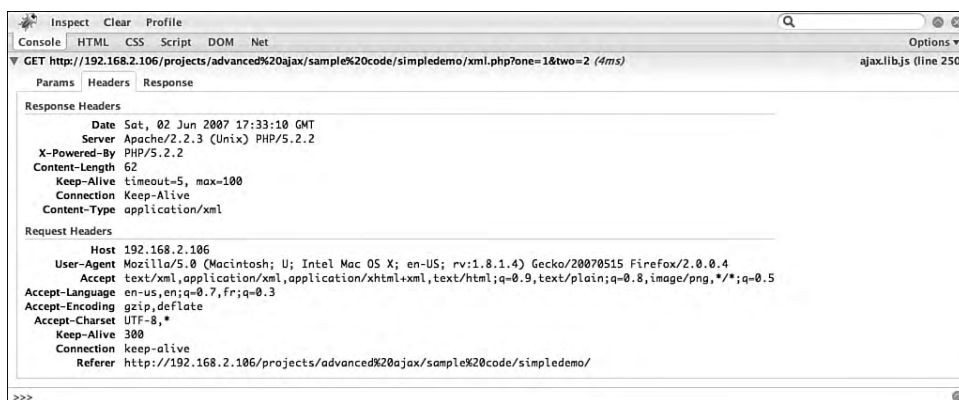 Inspect Clear Profile
Console HTML CSS Script DOM Net Options
GET http://192.168.2.106/projects/advanced%20ajax/sample%20code/simpledemo/xml.php?one=1&two=2 (4ms) ajax.lib.js (line 250
Params Headers Response
Response Headers
Date Sat, 02 Jun 2007 17:33:10 GMT
Server Apache/2.2.3 (Unix) PHP/5.2.2
X-Powered-By PHP/5.2.2
Content-Length 62
Keep-Alive timeout=5, max=100
Connection Keep-Alive
Content-Type application/xml
Request Headers
Host 192.168.2.106
User-Agent Mozilla/5.0 (Macintosh; U; Intel Mac OS X; en-US; rv:1.8.1.4) Gecko/20070515 Firefox/2.0.0.4
Accept text/xml,application/xml,application/xhtml+xml,text/html;q=0.9,text/plain;q=0.8,image/png,*/*;q=0.5
Accept-Language en-us,en;q=0.7,fr;q=0.3
Accept-Encoding gzip,deflate
Accept-Charset UTF-8,*
Keep-Alive 300
Connection keep-alive
Referer http://192.168.2.106/projects/advanced%20ajax/sample%20code/simpledemo/
>>>